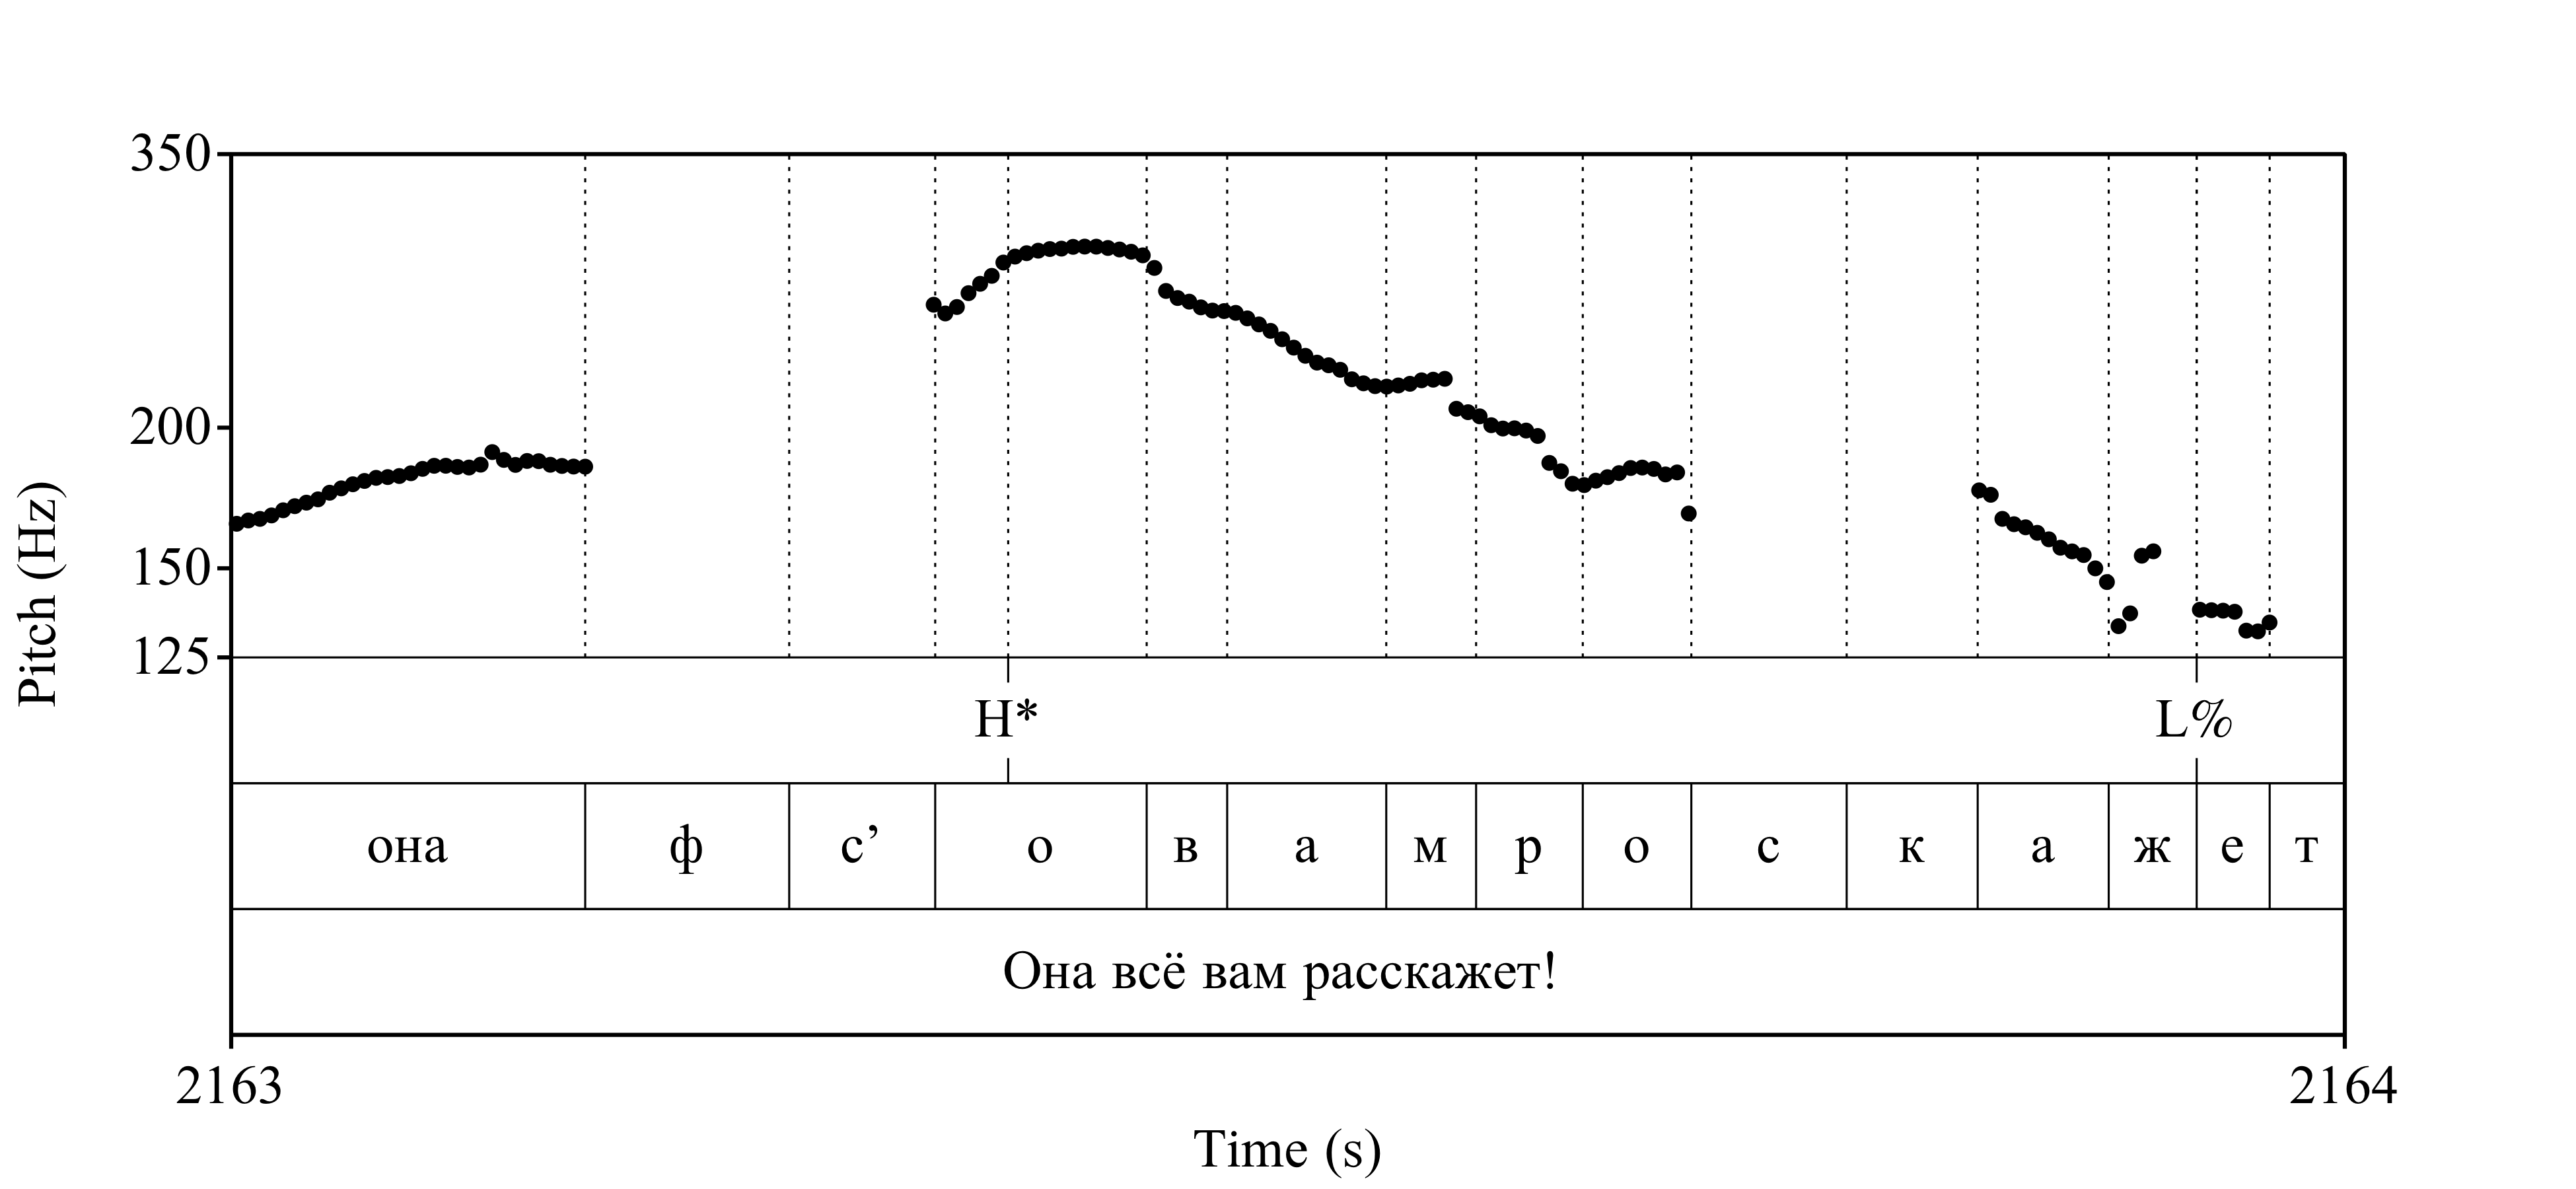 350
200
150
125
Pitch (Hz)
H* L%
она ф с’ о в а м р о с к а ж е т
Она всё вам расскажет!
2163 2164
Time (s)